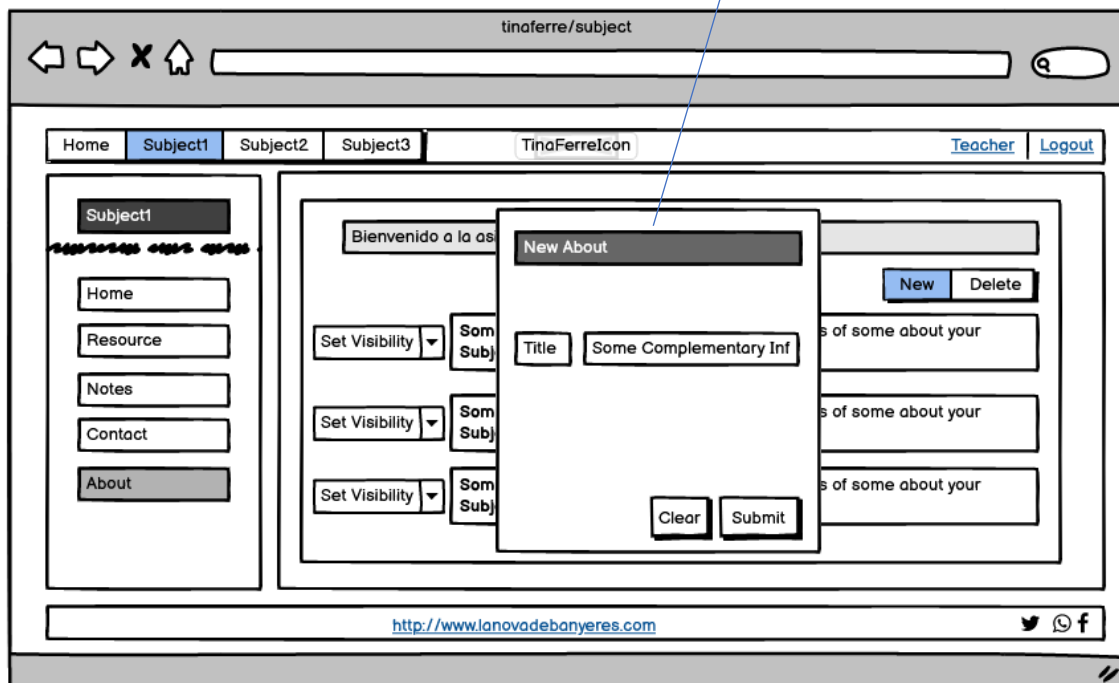 tinaferre/subject
Home Subject1 Subject2 Subject3 TinaFerreIcon Teacher Logout
Subject1
Home
Resource
Notes
Contact
About
Bienvenido a la as
New Delete
Set Visibility Som s of some about your
Subj
Set Visibility Som s of some about your
Subj
Set Visibility Som s of some about your
Subj
New About
Title Some Complementary Inf
Clear Submit
http://www.lanovadebanyeres.com